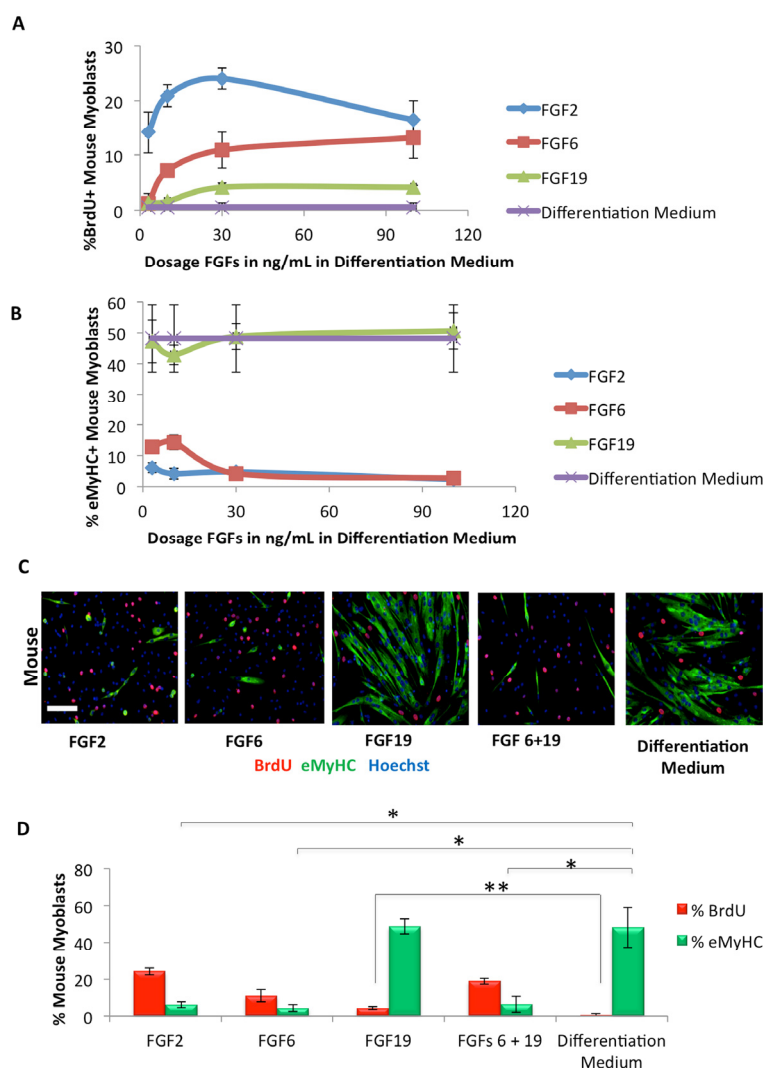 A
%BrdU+ Mouse Myoblasts
30
20
10
0
0 30 60 90 120
Dosage FGFs in ng/mL in Differentiation Medium
FGF2
FGF6
FGF19
Differentiation Medium
B
% eMyHC+ Mouse Myoblasts
60
50
40
30
20
10
0
0 30 60 90 120
Dosage FGFs in ng/mL in Differentiation Medium
FGF2
FGF6
FGF19
Differentiation Medium
C
Mouse
FGF2 FGF6 FGF19 FGF 6+19 Differentiation
Medium
BrdU eMyHC Hoechst
D
% Mouse Myoblasts
80
60
40
20
0
*
*
*
**
FGF2 FGF6 FGF19 FGFs 6 + 19 Differentiation
Medium
% BrdU
% eMyHC